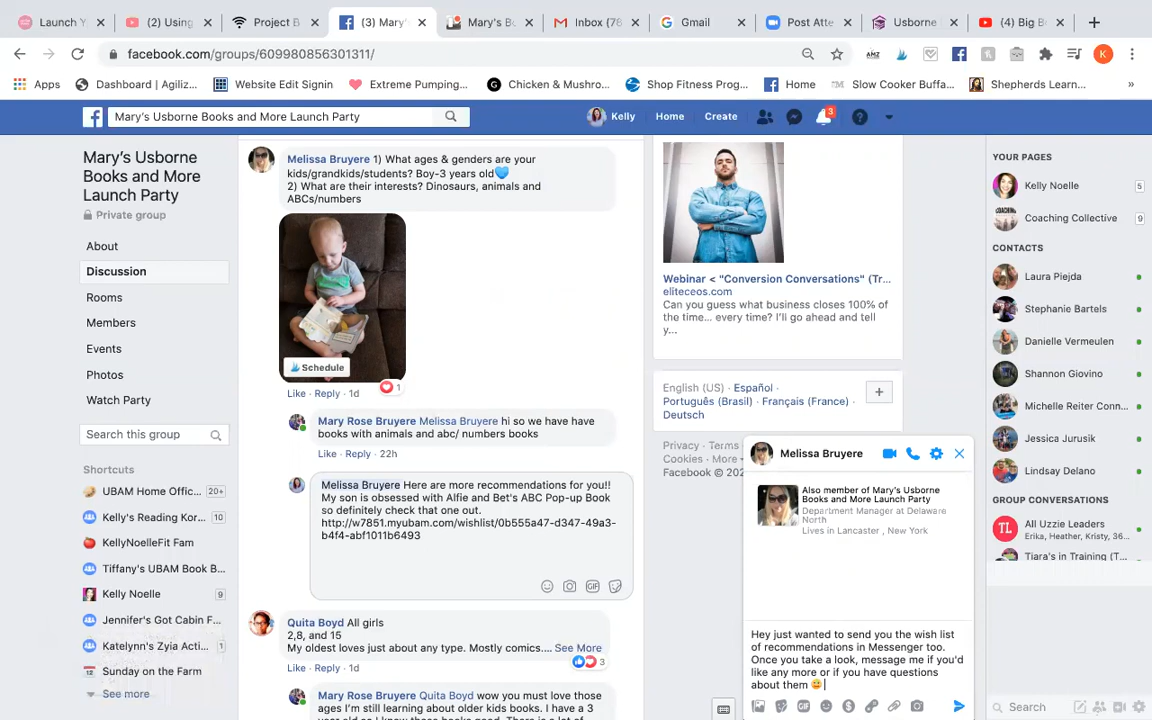 Launch Y
(2) Using
Project B
(3) Mary'
Mary's Bo
Inbox (78
Gmail
Post Atte
Usborne
(4) Big B
facebook.com/groups/609980856301311/
Apps
Dashboard | Agiliz...
Website Edit Signin
Extreme Pumping...
Chicken & Mushro...
Shop Fitness Prog...
Home
Slow Cooker Buffa...
Shepherds Learn...
Mary's Usborne Books and More Launch Party
Kelly
Home
Create
3
Mary's Usborne
Books and More
Launch Party
Private group
About
Discussion
Rooms
Members
Events
Photos
Watch Party
Search this group
Shortcuts
UBAM Home Offic... 20+
Kelly's Reading Kor... 10
KellyNoelleFit Fam
Tiffany's UBAM Book B...
Kelly Noelle 9
Jennifer's Got Cabin F...
Katelynn's Zyia Acti... 1
Sunday on the Farm
See more
Melissa Bruyere 1) What ages & genders are your
kids/grandkids/students? Boy-3 years old💙
2) What are their interests? Dinosaurs, animals and
ABCs/numbers
Schedule
1
Like · Reply · 1d
Mary Rose Bruyere Melissa Bruyere hi so we have have
books with animals and abc/ numbers books
Like · Reply · 22h
Melissa Bruyere Here are more recommendations for you!!
My son is obsessed with Alfie and Bet's ABC Pop-up Book
so definitely check that one out.
http://w7851.myubam.com/wishlist/0b555a47-d347-49a3-
b4f4-abf1011b6493
Quita Boyd All girls
2,8, and 15
My oldest loves just about any type. Mostly comics.... See More
Like · Reply · 1d
3
Mary Rose Bruyere Quita Boyd wow you must love those
ages I'm still learning about older kids books. I have a 3
Webinar < "Conversion Conversations" (Tr...
eliteceos.com
Can you guess what business closes 100% of
the time... every time? I'll go ahead and tell
y...
English (US) · Español ·
Português (Brasil) · Français (France) ·
Deutsch
Privacy · Terms
Cookies · More
Facebook © 202
Melissa Bruyere
Also member of Mary's Usborne
Books and More Launch Party
Department Manager at Delaware
North
Lives in Lancaster , New York
Hey just wanted to send you the wish list
of recommendations in Messenger too.
Once you take a look, message me if you'd
like any more or if you have questions
about them 😃
YOUR PAGES
Kelly Noelle 5
Coaching Collective 9
CONTACTS
Laura Piejda
Stephanie Bartels
Danielle Vermeulen
Shannon Giovino
Michelle Reiter Conn...
Jessica Jurusik
Lindsay Delano
GROUP CONVERSATIONS
TL
All Uzzie Leaders
Erika, Heather, Kristy, 36...
Tiara's in Training (T...
Search